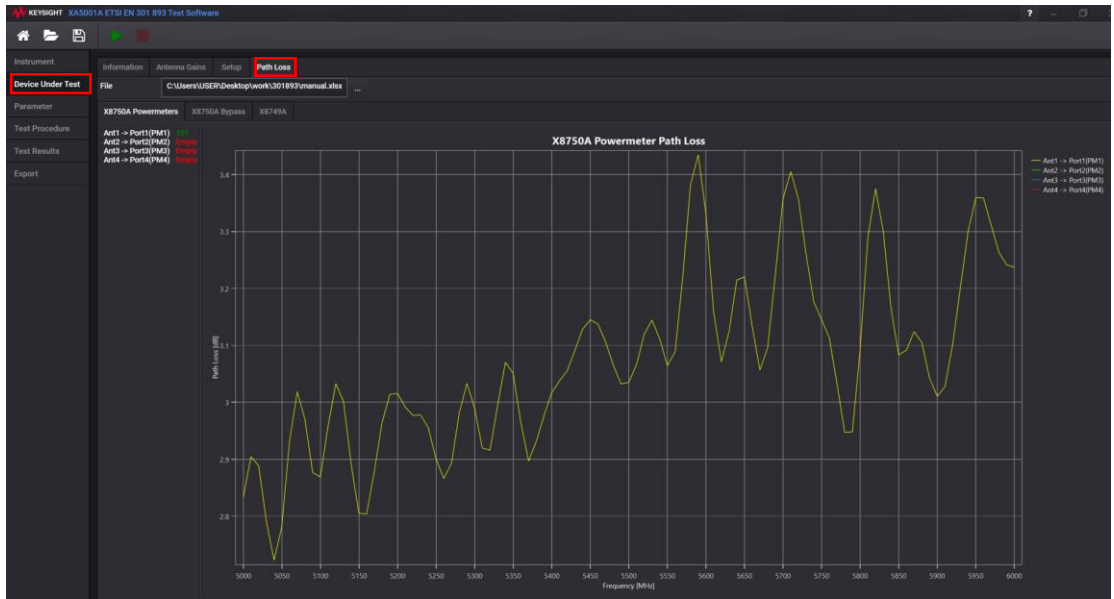 KEYSIGHT XA5001A ETSI EN 301 893 Test Software
?
Instrument
Device Under Test
Parameter
Test Procedure
Test Results
Export
Information Antenna Gains Setup Path Loss
File C:\Users\USER\Desktop\work\301893\manual.xlsx ...
X8750A Powermeters X8750A Bypass X8749A
Ant1 -> Port1(PM1) 101
Ant2 -> Port2(PM2) Empty
Ant3 -> Port3(PM3) Empty
Ant4 -> Port4(PM4) Empty
X8750A Powermeter Path Loss
Ant1 -> Port1(PM1)
Ant2 -> Port2(PM2)
Ant3 -> Port3(PM3)
Ant4 -> Port4(PM4)
Path Loss [dB]
3.4
3.3
3.2
3.1
3
2.9
2.8
5000 5050 5100 5150 5200 5250 5300 5350 5400 5450 5500 5550 5600 5650 5700 5750 5800 5850 5900 5950 6000
Frequency [MHz]